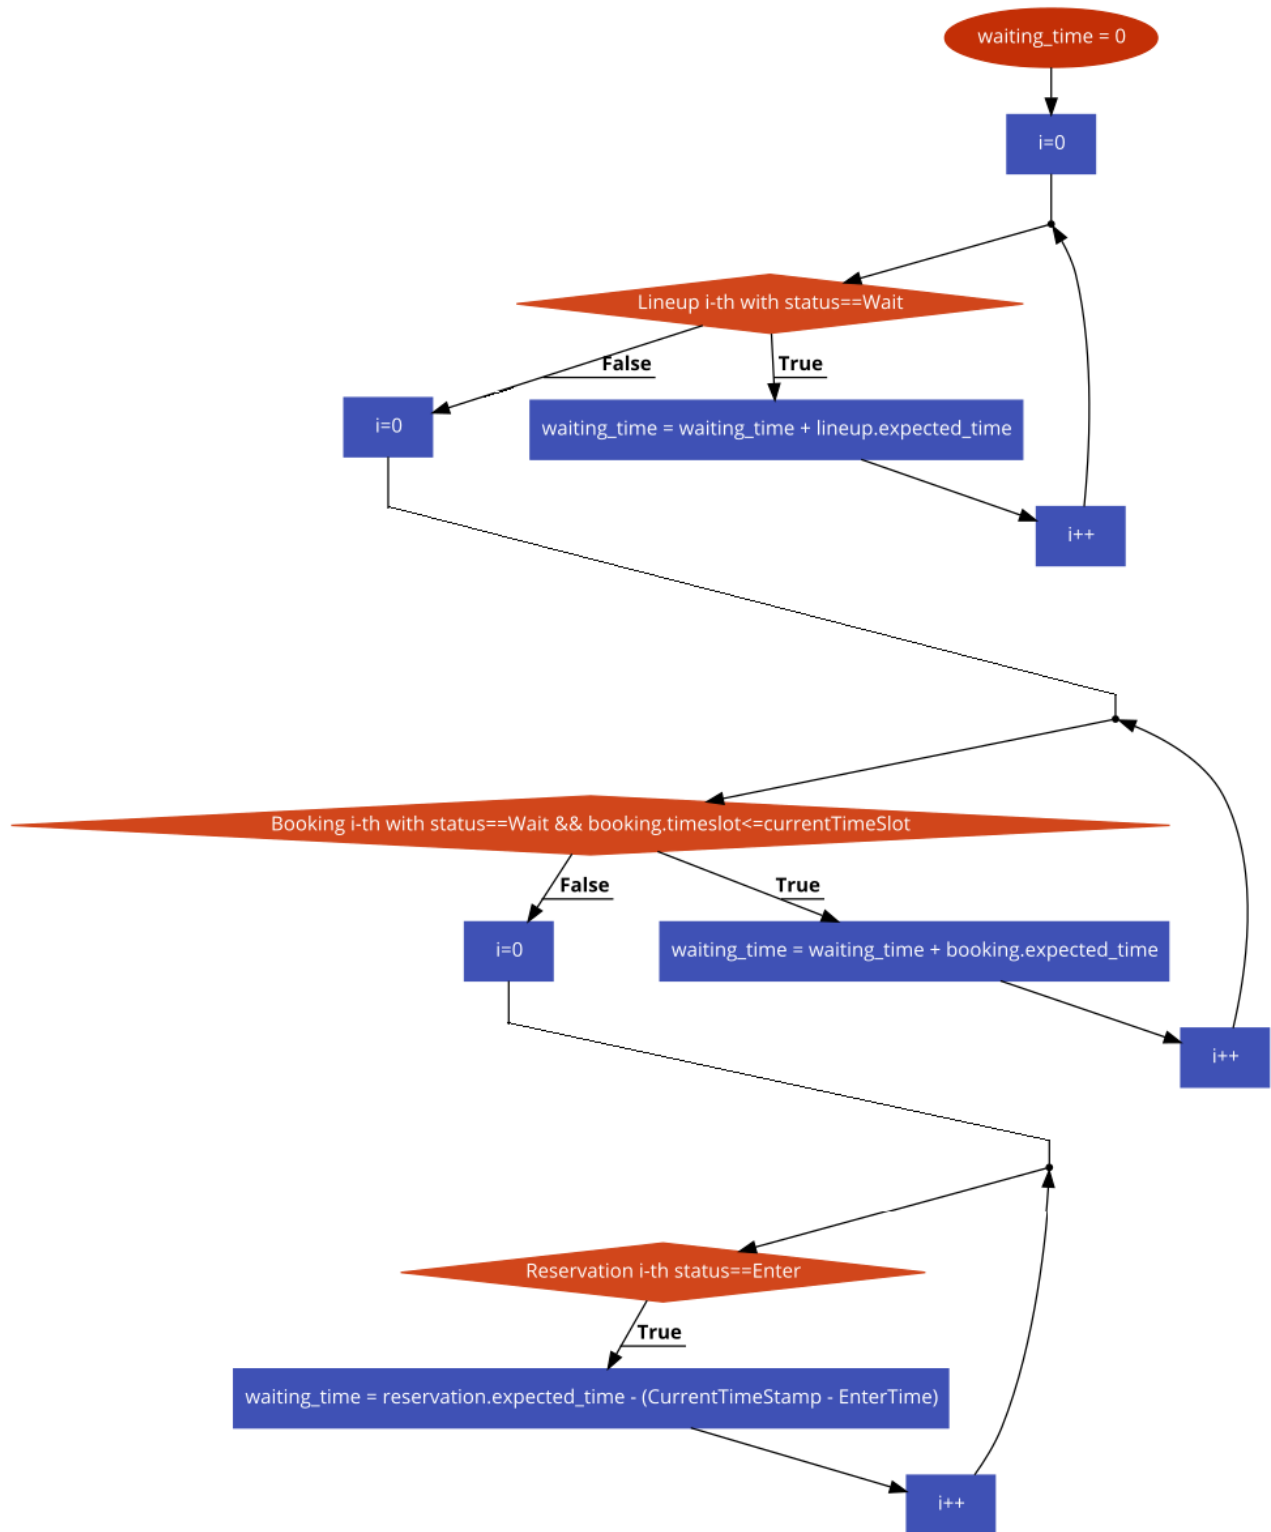 waiting_time = 0
i=0
Lineup i-th with status==Wait
False
True
i=0
waiting_time = waiting_time + lineup.expected_time
i++
Booking i-th with status==Wait && booking.timeslot<=currentTimeSlot
False
True
i=0
waiting_time = waiting_time + booking.expected_time
i++
Reservation i-th status==Enter
True
waiting_time = reservation.expected_time - (CurrentTimeStamp - EnterTime)
i++